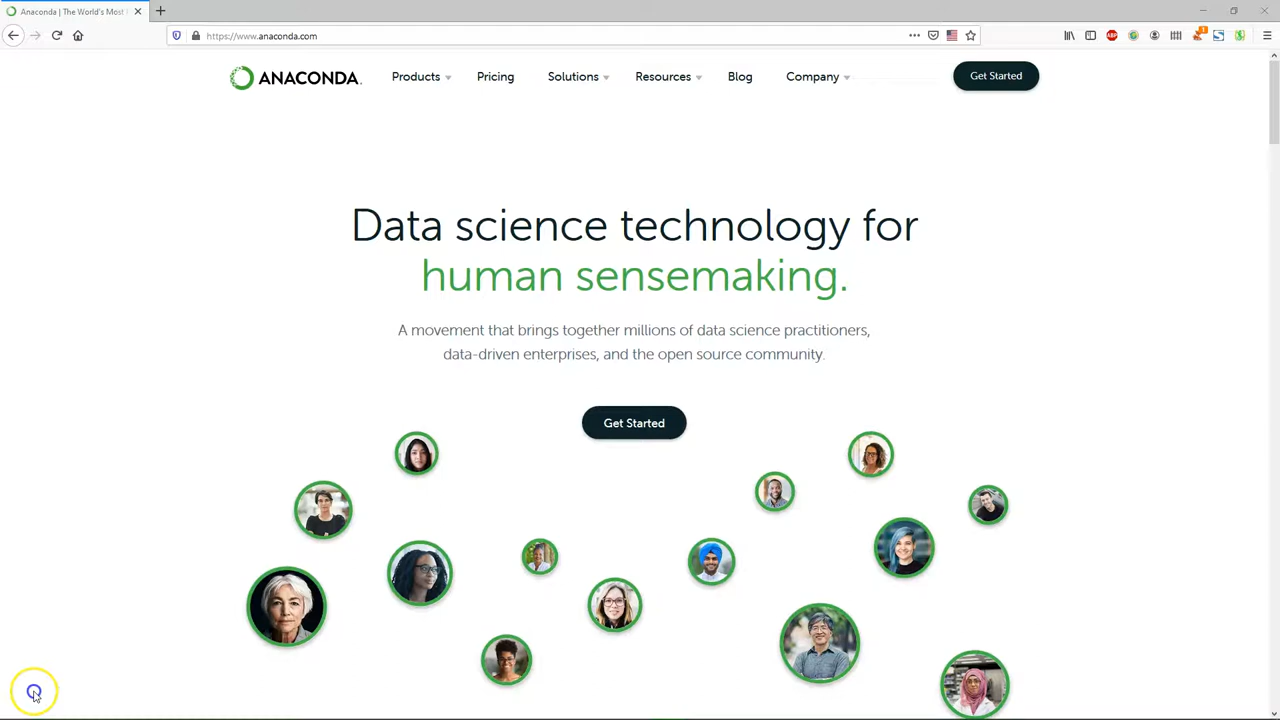 Anaconda | The World's Most
https://www.anaconda.com
ABP
ANACONDA.
Products
Pricing
Solutions
Resources
Blog
Company
Get Started
Data science technology for
human sensemaking.
A movement that brings together millions of data science practitioners,
data-driven enterprises, and the open source community.
Get Started